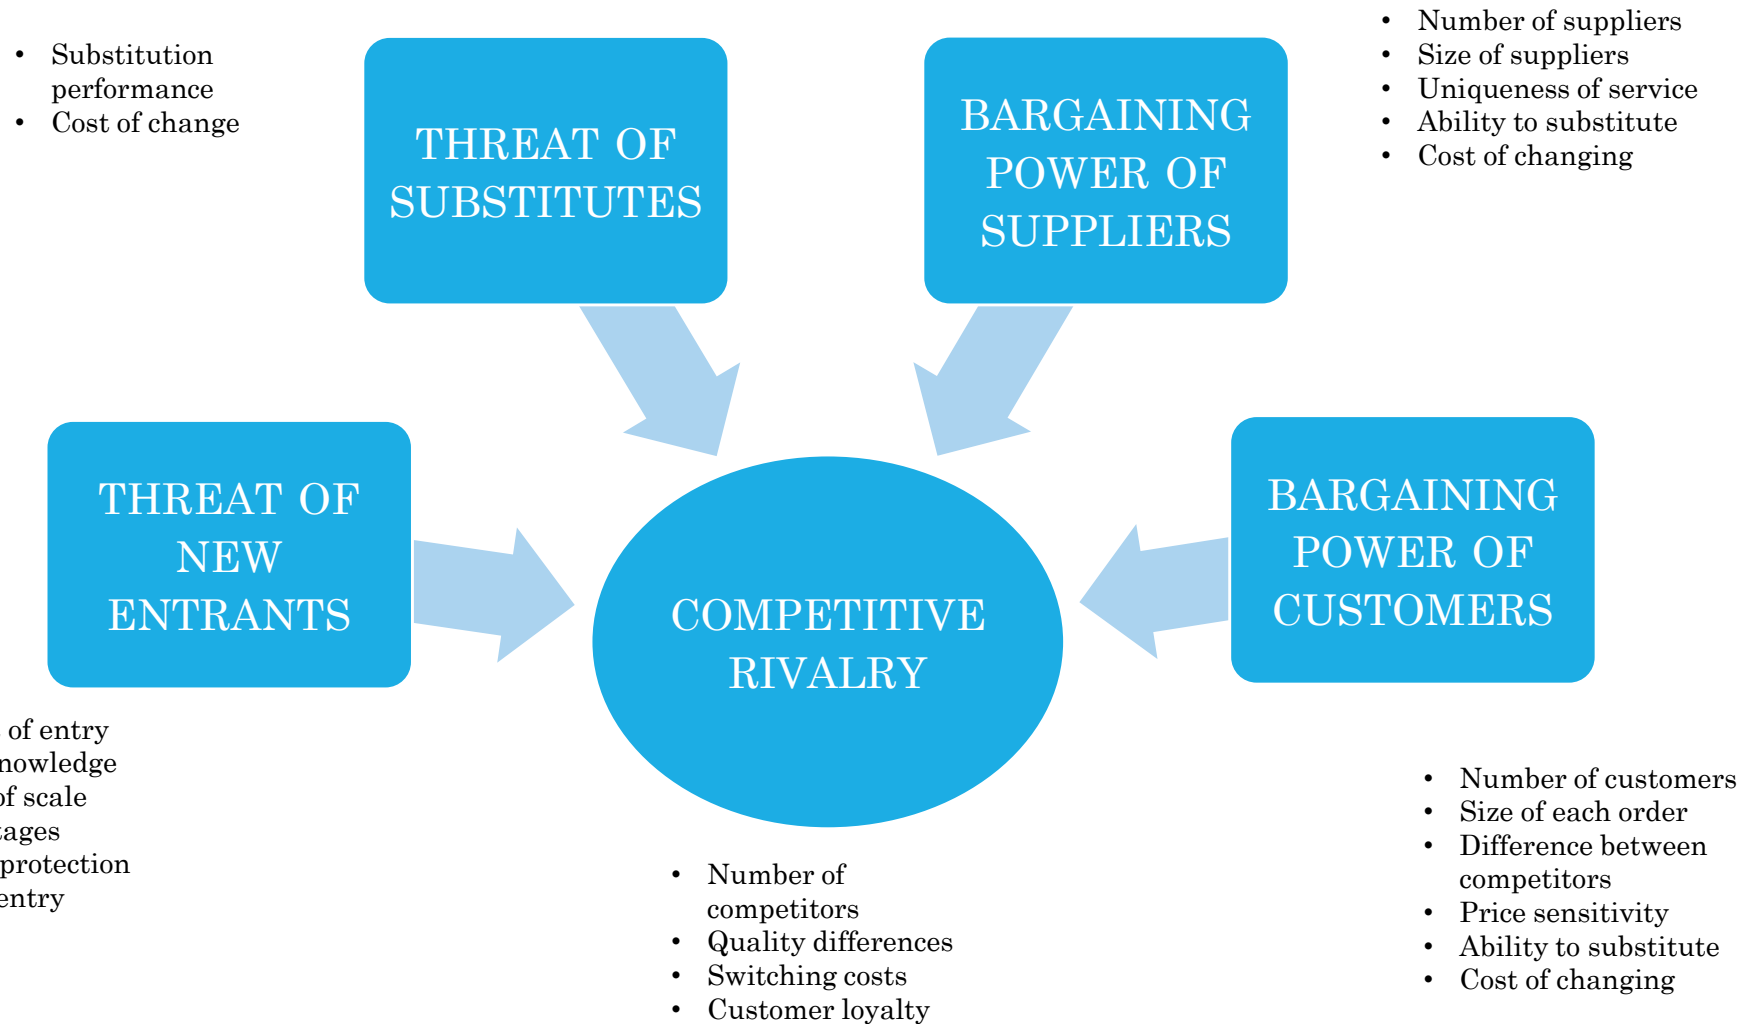 • Substitution
performance
• Cost of change
THREAT OF
SUBSTITUTES
BARGAINING
POWER OF
SUPPLIERS
• Number of suppliers
• Size of suppliers
• Uniqueness of service
• Ability to substitute
• Cost of changing
THREAT OF
NEW
ENTRANTS
of entry
of scale
protection
entry
COMPETITIVE
RIVALRY
BARGAINING
POWER OF
CUSTOMERS
• Number of
competitors
• Quality differences
• Switching costs
• Customer loyalty
• Number of customers
• Size of each order
• Difference between
competitors
• Price sensitivity
• Ability to substitute
• Cost of changing